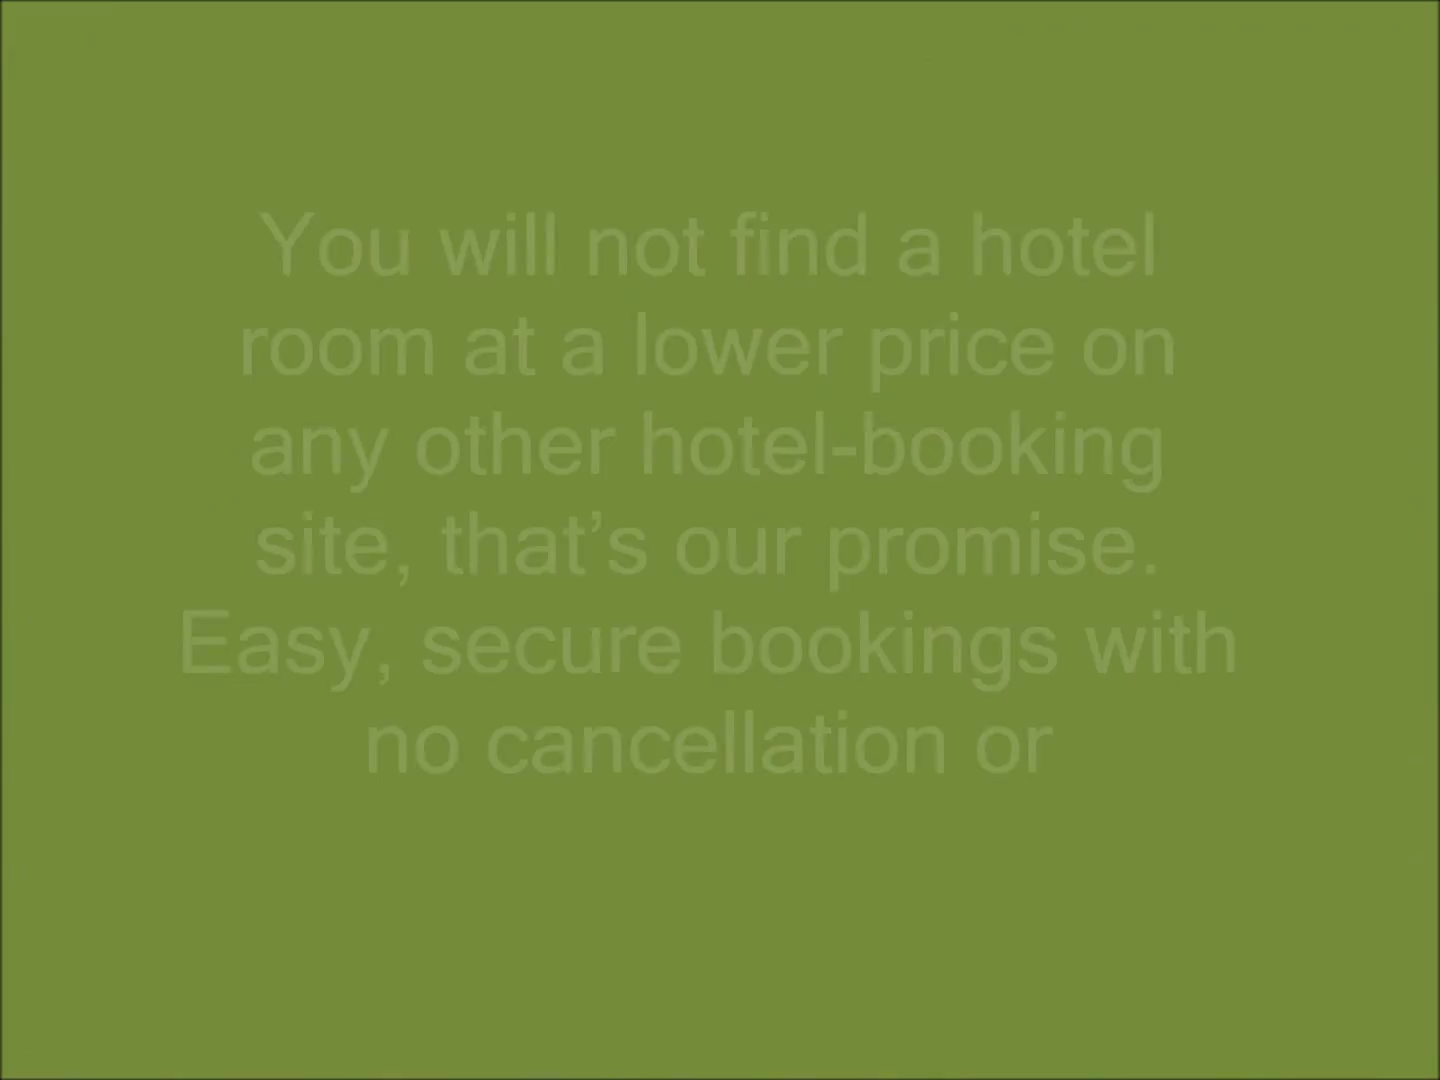 You will not find a hotel
room at a lower price on
any other hotel-booking
site, that’s our promise.
Easy, secure bookings with
no cancellation or